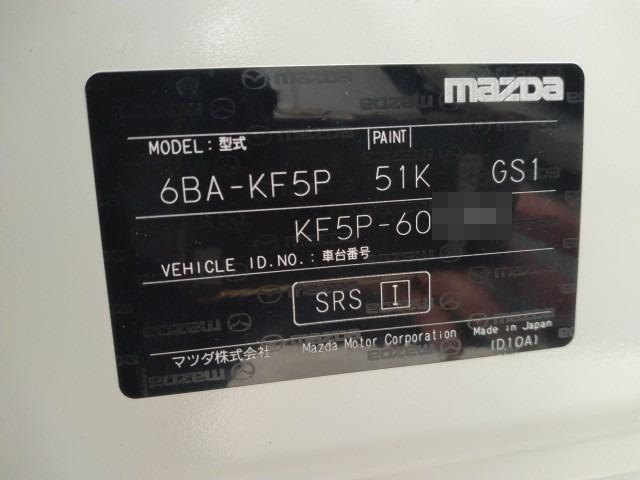 mazda
MODEL: 型式 PAINT
6BA-KF5P 51K GS1
KF5P-60
VEHICLE ID.NO.: 車台番号
SRS I
マツダ株式会社 Mazda Motor Corporation Made in Japan
(D10A)